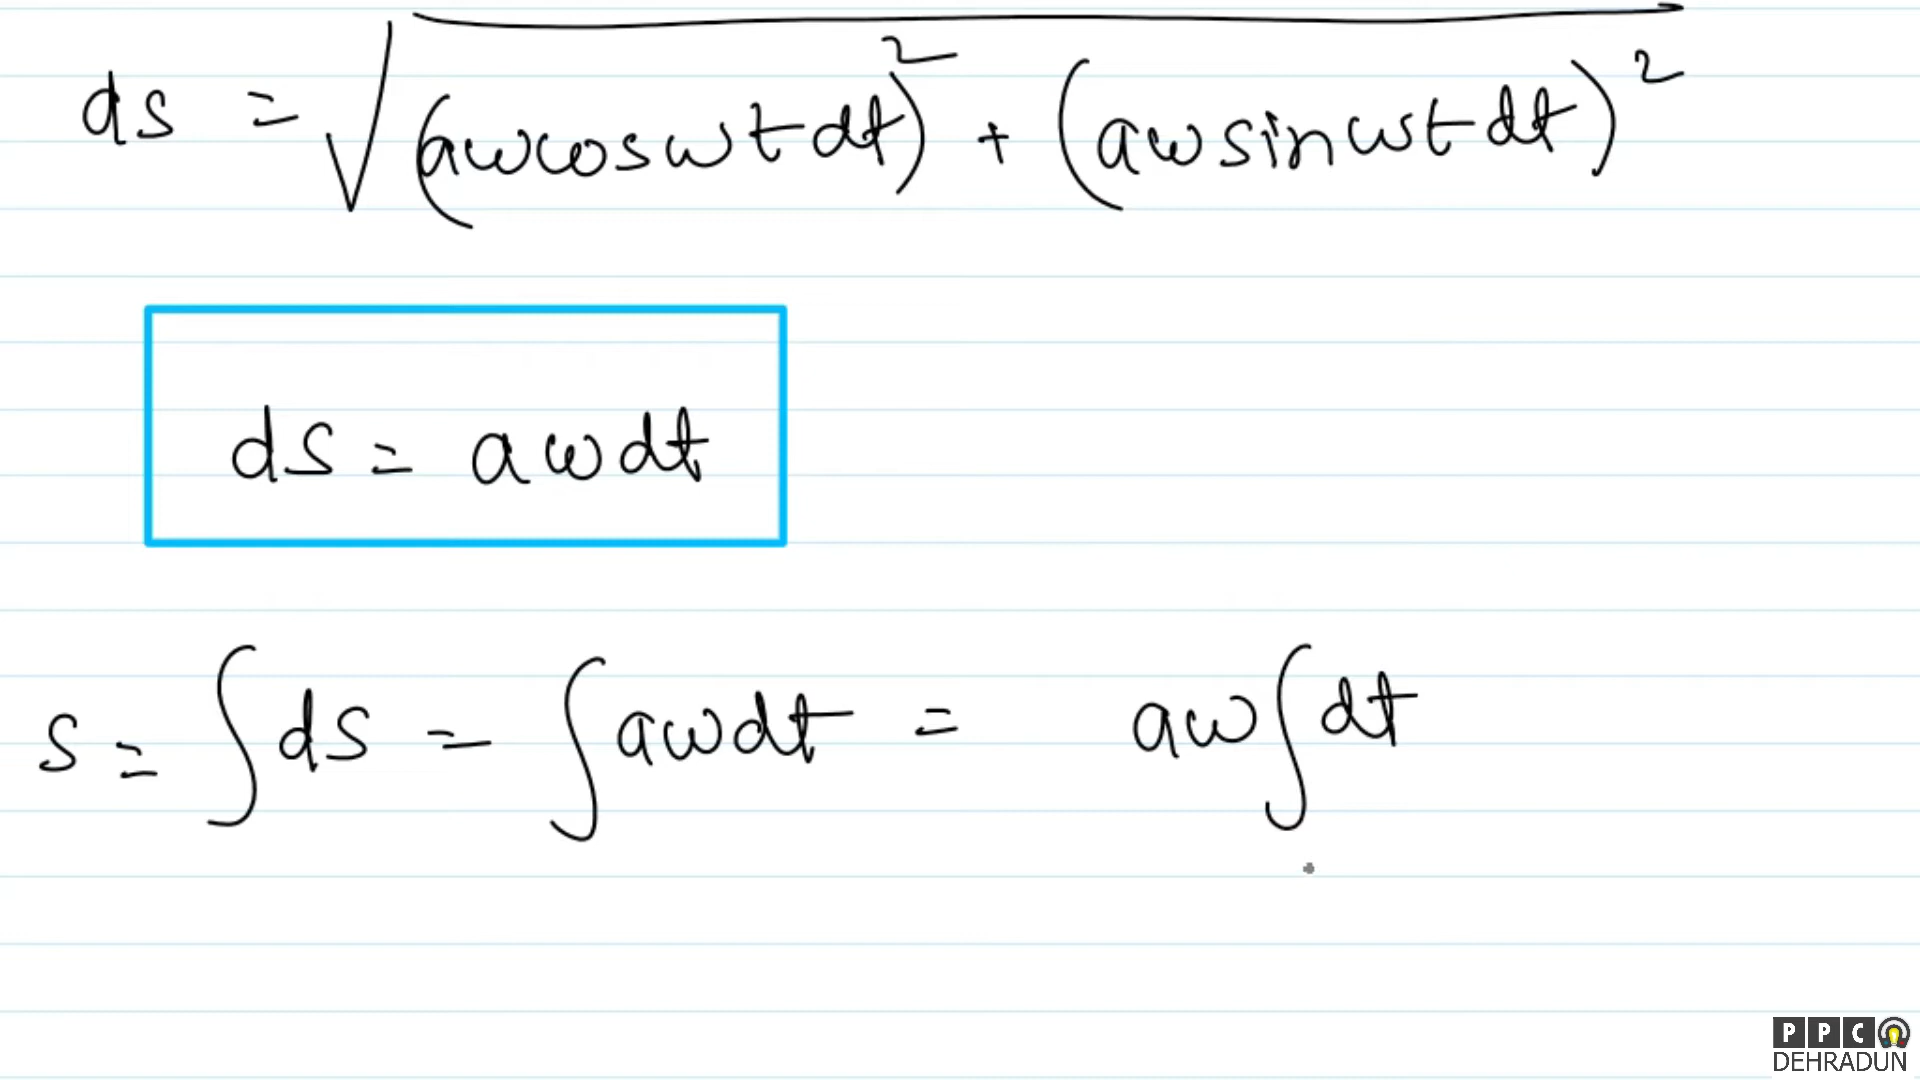 ds = √(aωcosωt dt)² + (aωsinωt dt)²
ds = aωdt
s = ∫ds = ∫aωdt = aω∫dt
PPC
DEHRADUN